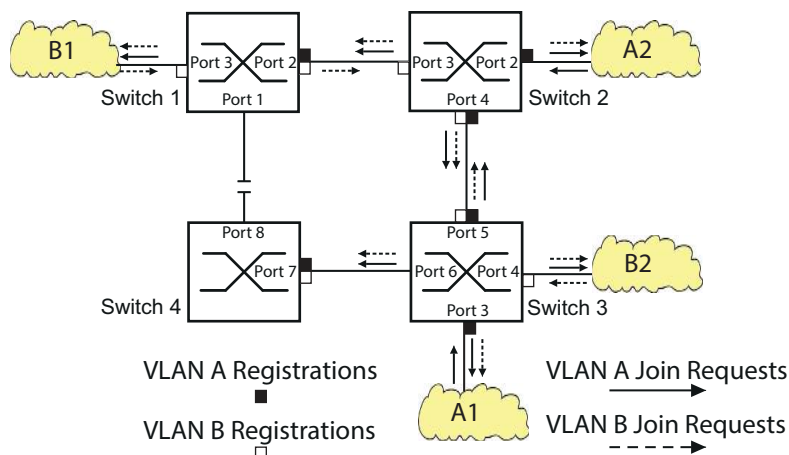 B1
Port 3
Port 2
Port 1
Switch 1
Port 3
Port 2
Port 4
Switch 2
A2
Port 8
Port 7
Switch 4
Port 5
Port 6
Port 4
Port 3
Switch 3
B2
A1
VLAN A Registrations
VLAN B Registrations
VLAN A Join Requests
VLAN B Join Requests